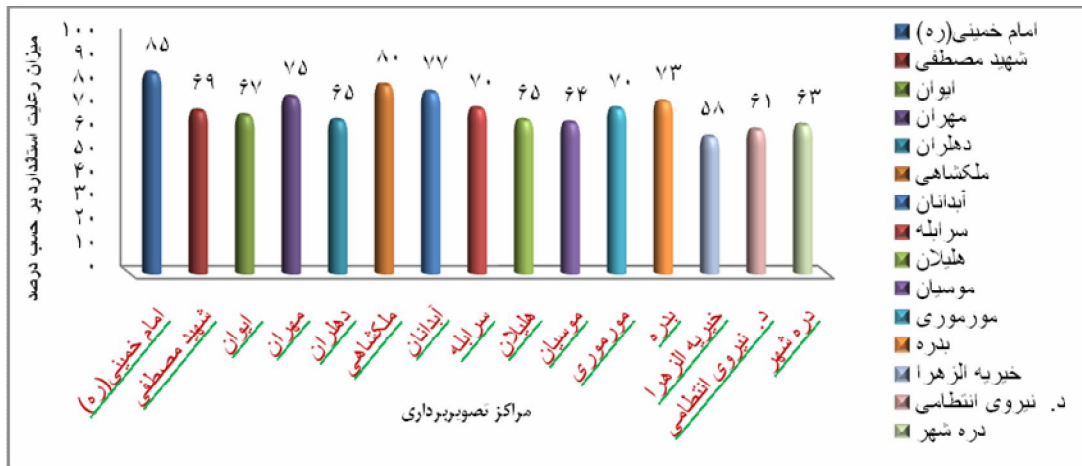 میزان رعایت استاندارد بر حسب درصد
۱۰۰
۹۰
۸۰
۷۰
۶۰
۵۰
۴۰
۳۰
۲۰
۱۰
۰
۸۵
۶۹
۶۷
۷۵
۶۵
۸۰
۷۷
۷۰
۶۵
۶۴
۷۰
۷۳
۵۸
۶۱
۶۳
امام خمینی(ره)
شهید مصطفی
ایوان
مهران
دهلران
ملکشاهی
آبدانان
سرابله
هلیلان
موسیان
مورموری
بدره
خیریه الزهرا
د. نیروی انتظامی
دره شهر
مراکز تصویربرداری
امام خمینی(ره)
شهید مصطفی
ایوان
مهران
دهلران
ملکشاهی
آبدانان
سرابله
هلیلان
موسیان
مورموری
بدره
خیریه الزهرا
د. نیروی انتظامی
دره شهر